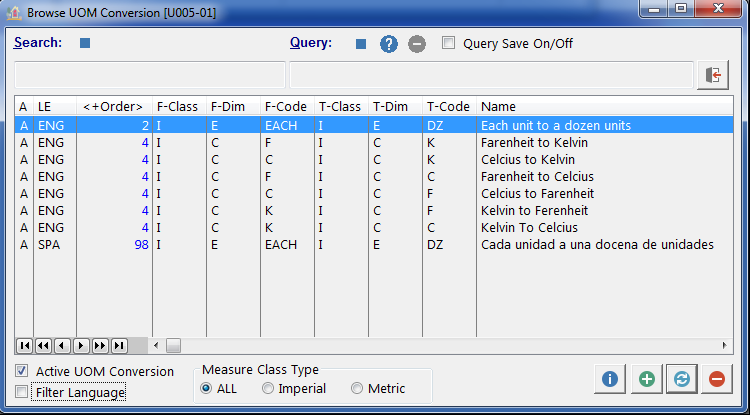 Browse UOM Conversion [U005-01]
Search: Query: ? Query Save On/Off
A LE <+Order> F-Class F-Dim F-Code T-Class T-Dim T-Code Name
A ENG 2 I E EACH I E DZ Each unit to a dozen units
A ENG 4 I C F I C K Farenheit to Kelvin
A ENG 4 I C C I C K Celcius to Kelvin
A ENG 4 I C F I C C Farenheit to Celcius
A ENG 4 I C C I C F Celcius to Farenheit
A ENG 4 I C K I C F Kelvin to Ferenheit
A ENG 4 I C K I C C Kelvin To Celcius
A SPA 98 I E EACH I E DZ Cada unidad a una docena de unidades
Active UOM Conversion
Filter Language
Measure Class Type
ALL Imperial Metric